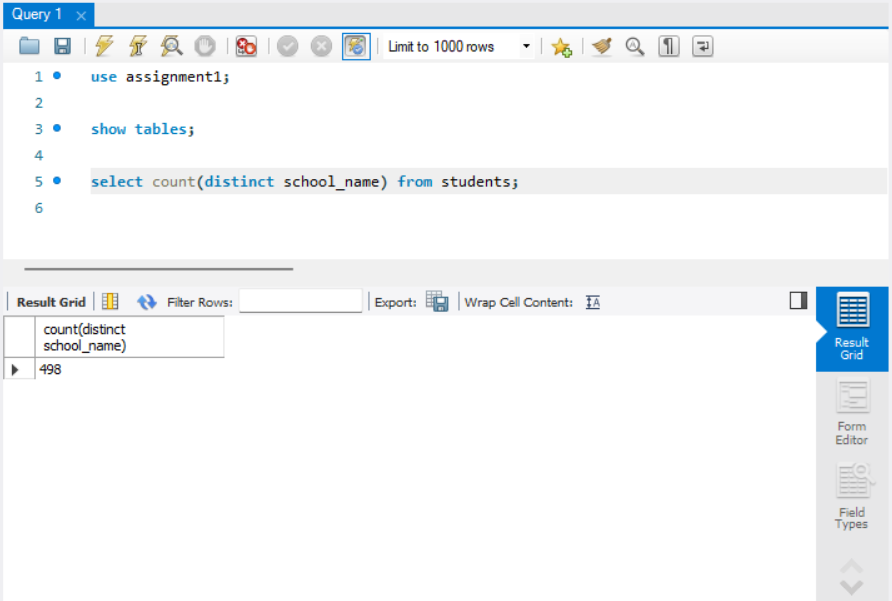 Query 1
Limit to 1000 rows
1 use assignment1;
2
3 show tables;
4
5 select count(distinct school_name) from students;
6
Result Grid Filter Rows: Export: Wrap Cell Content: IA
count(distinct
school_name)
498
Result
Grid
Form
Editor
Field
Types